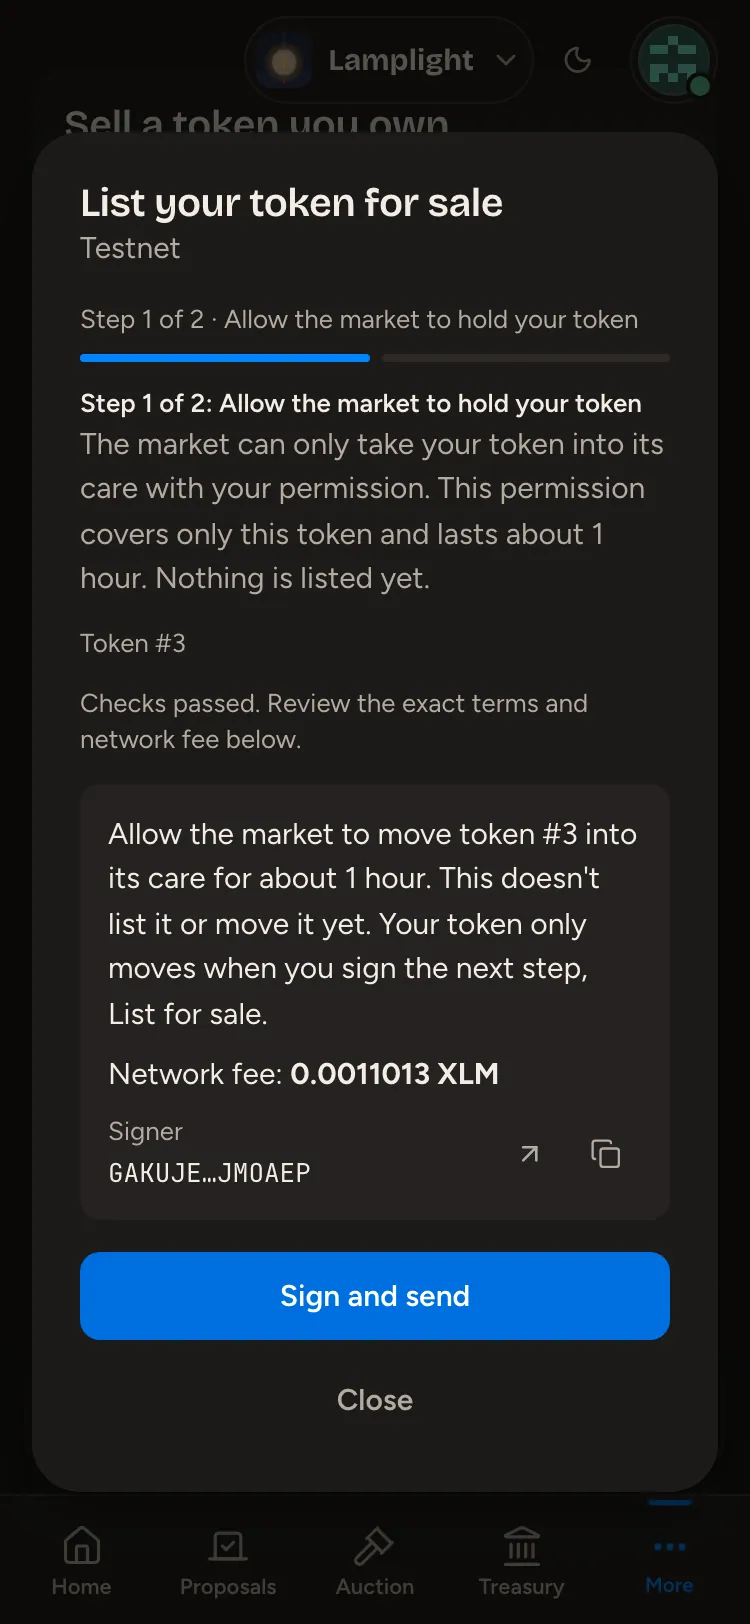 Lamplight
Sell a token you own
List your token for sale
Testnet
Step 1 of 2 · Allow the market to hold your token
Step 1 of 2: Allow the market to hold your token
The market can only take your token into its
care with your permission. This permission
covers only this token and lasts about 1
hour. Nothing is listed yet.
Token #3
Checks passed. Review the exact terms and
network fee below.
Allow the market to move token #3 into
its care for about 1 hour. This doesn't
list it or move it yet. Your token only
moves when you sign the next step,
List for sale.
Network fee: 0.0011013 XLM
Signer
GAKUJE…JMOAEP
Sign and send
Close
Home
Proposals
Auction
Treasury
More